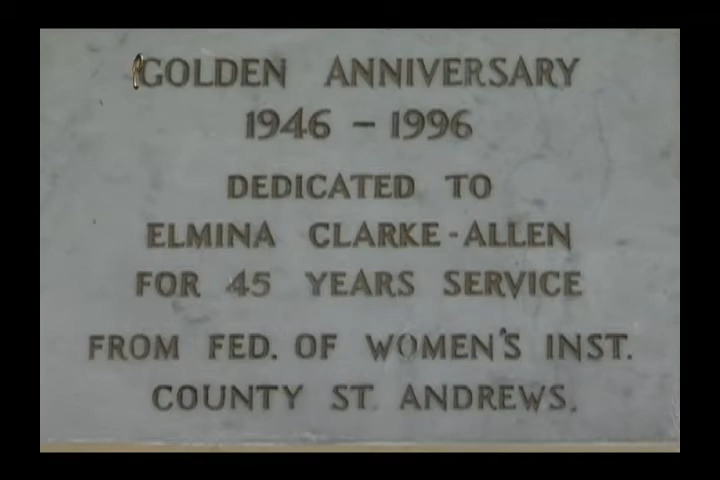 GOLDEN ANNIVERSARY
1946 - 1996
DEDICATED TO
ELMINA CLARKE-ALLEN
FOR 45 YEARS SERVICE
FROM FED. OF WOMEN'S INST.
COUNTY ST. ANDREWS.